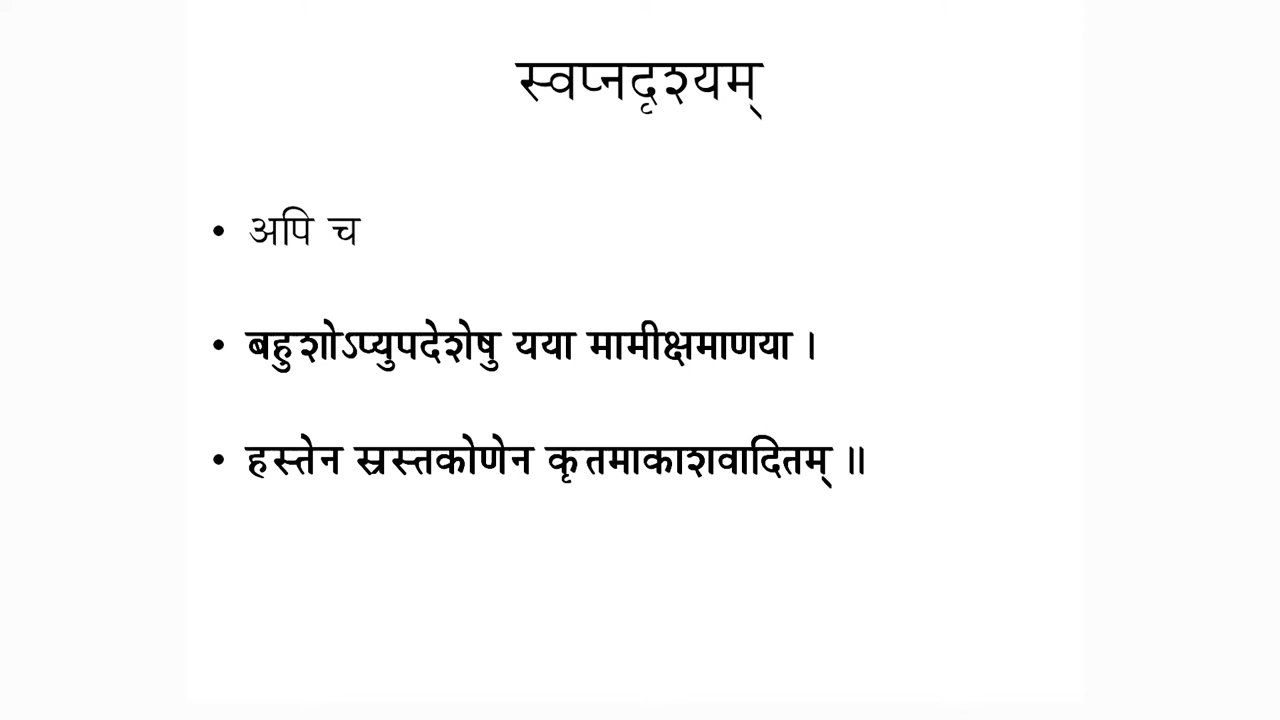 स्वप्नदृश्यम्
• अपि च
• बहुशोऽप्युपदेशेषु यया मामीक्षमाणया ।
• हस्तेन स्रस्तकोणेन कृतमाकाशवादितम् ॥